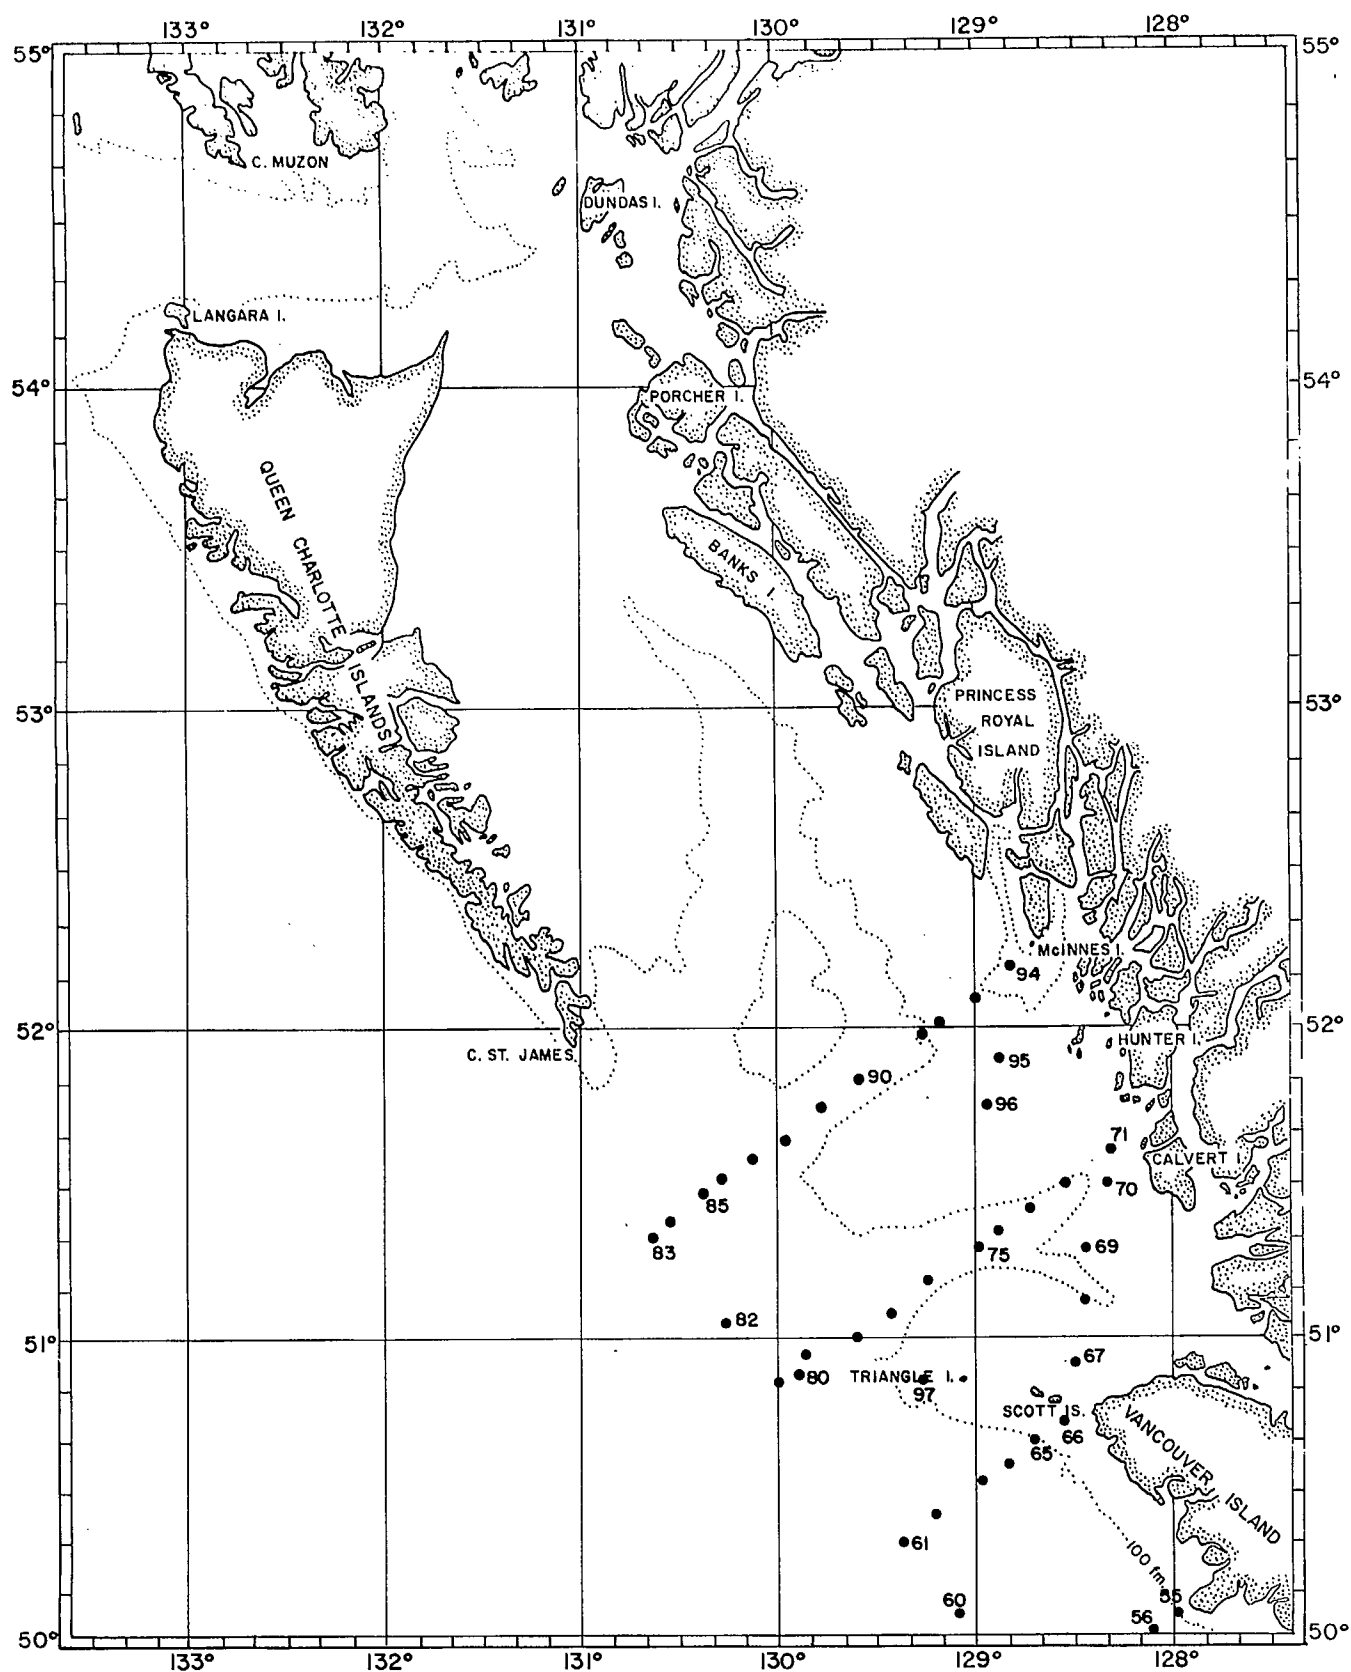 133° 132° 131° 130° 129° 128°
55° 55°
C. MUZON
DUNDAS I.
LANGARA I.
54° 54°
PORCHER I.
QUEEN CHARLOTTE ISLANDS
BANKS I.
53° 53°
PRINCESS
ROYAL
ISLAND
McINNES I.
94
52° 52°
HUNTER I.
C. ST. JAMES
95
90
96
71
CALVERT I.
70
85
83
75
69
82
51° 51°
67
80
TRIANGLE I.
97
SCOTT IS.
66
65
VANCOUVER ISLAND
61
100 fm.
60
55
56
50° 50°
133° 132° 131° 130° 129° 128°